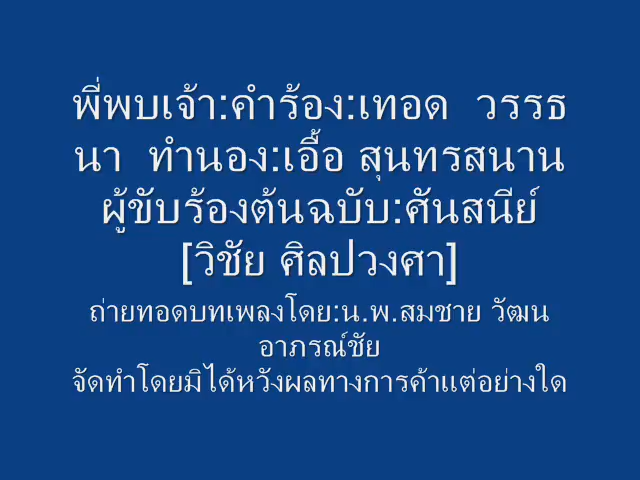 พี่พบเจ้า:คำร้อง:เทอด วรรธ
นา ทำนอง:เอื้อ สุนทรสนาน
ผู้ขับร้องต้นฉบับ:ศันสนีย์
[วิชัย ศิลปวงศา]
ถ่ายทอดบทเพลงโดย:น.พ.สมชาย วัฒน
อาภรณ์ชัย
จัดทำโดยมิได้หวังผลทางการค้าแต่อย่างใด